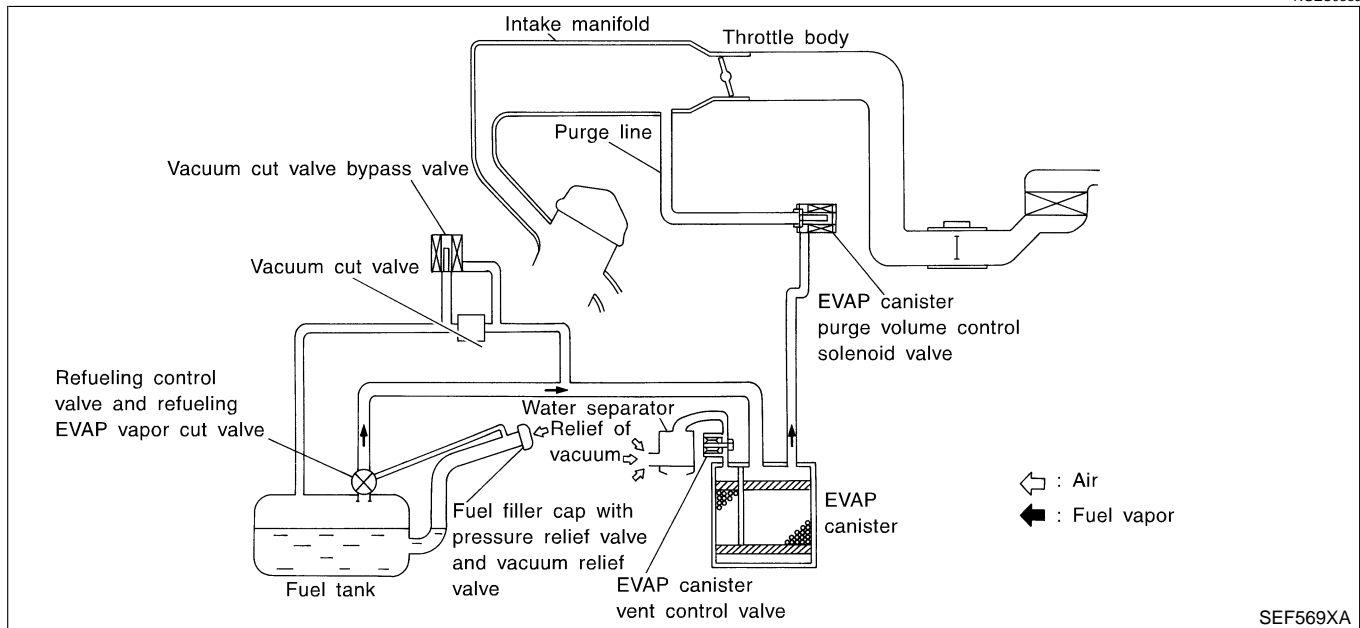 Intake manifold
Throttle body
Purge line
Vacuum cut valve bypass valve
Vacuum cut valve
EVAP canister
purge volume control
solenoid valve
Refueling control
valve and refueling
EVAP vapor cut valve
Water separator
Relief of
vacuum
Fuel filler cap with
pressure relief valve
and vacuum relief
valve
Fuel tank
EVAP canister
vent control valve
EVAP
canister
: Air
: Fuel vapor
SEF569XA